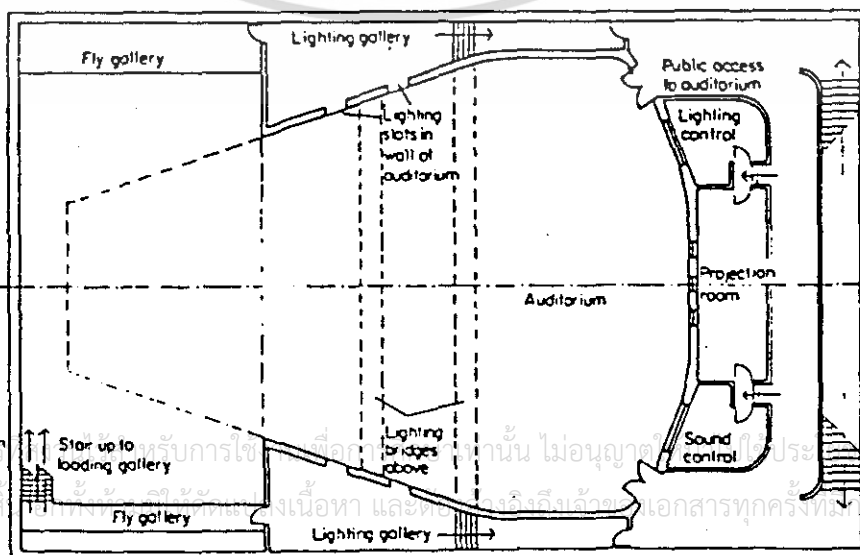 Lighting gallery
Fly gallery
Public access
to auditorium
Lighting
slots in
wall of
auditorium
Lighting
control
Auditorium
Projection
room
Stair up to
loading gallery
Lighting
bridges
above
Sound
control
Fly gallery
Lighting gallery